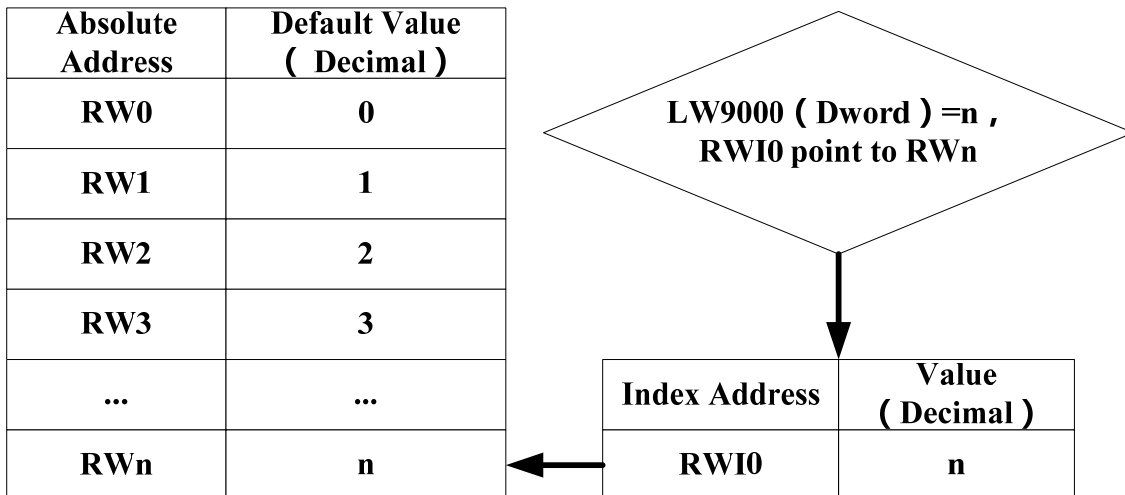 Absolute Address
Default Value ( Decimal )
RW0 0
RW1 1
RW2 2
RW3 3
... ...
RWn n
LW9000 ( Dword ) =n ,
RWI0 point to RWn
Index Address
Value ( Decimal )
RWI0 n